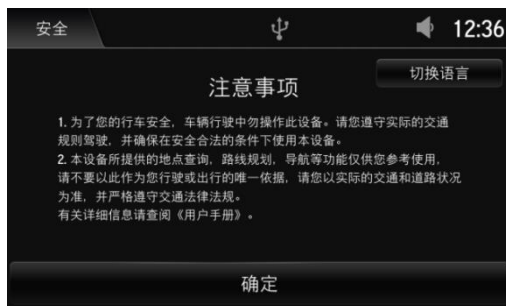 安全
12:36
切换语言
注意事项
1. 为了您的行车安全，车辆行驶中勿操作此设备。请您遵守实际的交通
规则驾驶，并确保在安全合法的条件下使用本设备。
2. 本设备所提供的地点查询，路线规划，导航等功能仅供您参考使用，
请不要以此作为您行驶或出行的唯一依据，请您以实际的交通和道路状况
为准，并严格遵守交通法律法规。
有关详细信息请查阅《用户手册》。
确定